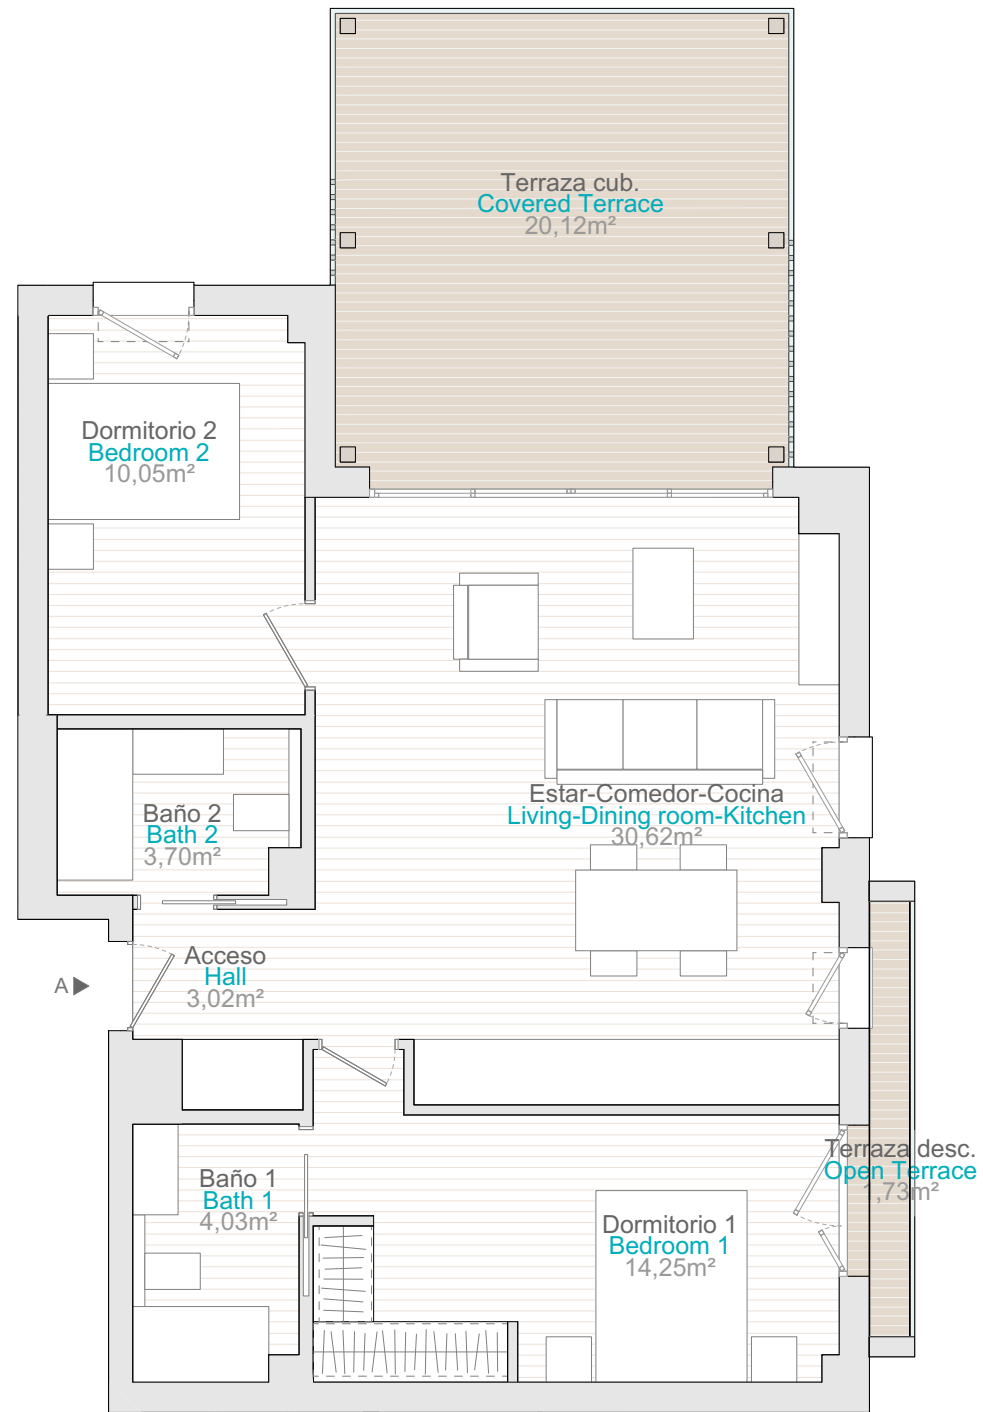 Terraza cub.
Covered Terrace
20,12m²
Dormitorio 2
Bedroom 2
10,05m²
Estar-Comedor-Cocina
Living-Dining room-Kitchen
30,62m²
Baño 2
Bath 2
3,70m²
Acceso
Hall
3,02m²
A
Terraza desc.
Open Terrace
1,73m²
Baño 1
Bath 1
4,03m²
Dormitorio 1
Bedroom 1
14,25m²